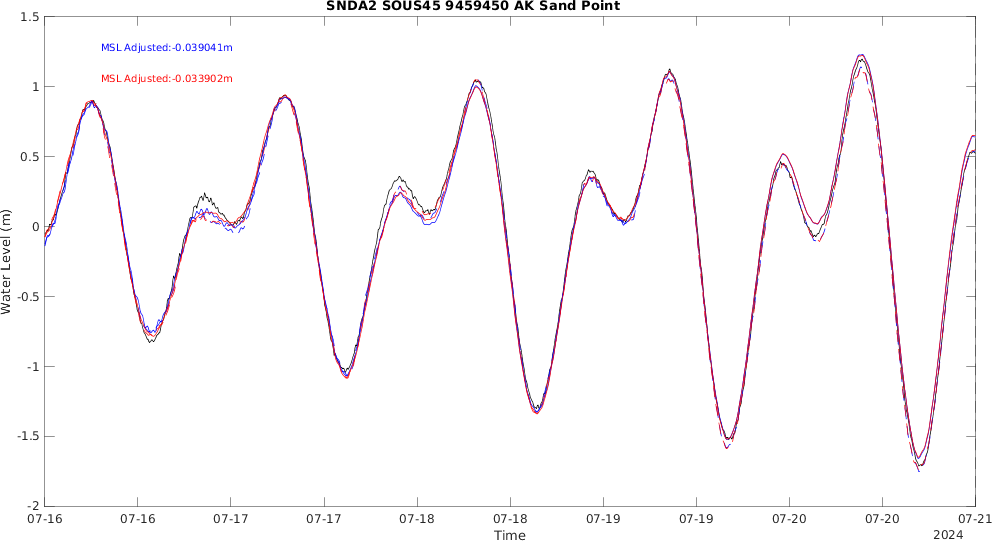 SNDA2 SOUS45 9459450 AK Sand Point
MSL Adjusted:-0.039041m
MSL Adjusted:-0.033902m
Water Level (m)
1.5
1
0.5
0
-0.5
-1
-1.5
-2
07-16 07-16 07-17 07-17 07-18 07-18 07-19 07-19 07-20 07-20 07-21
Time
2024